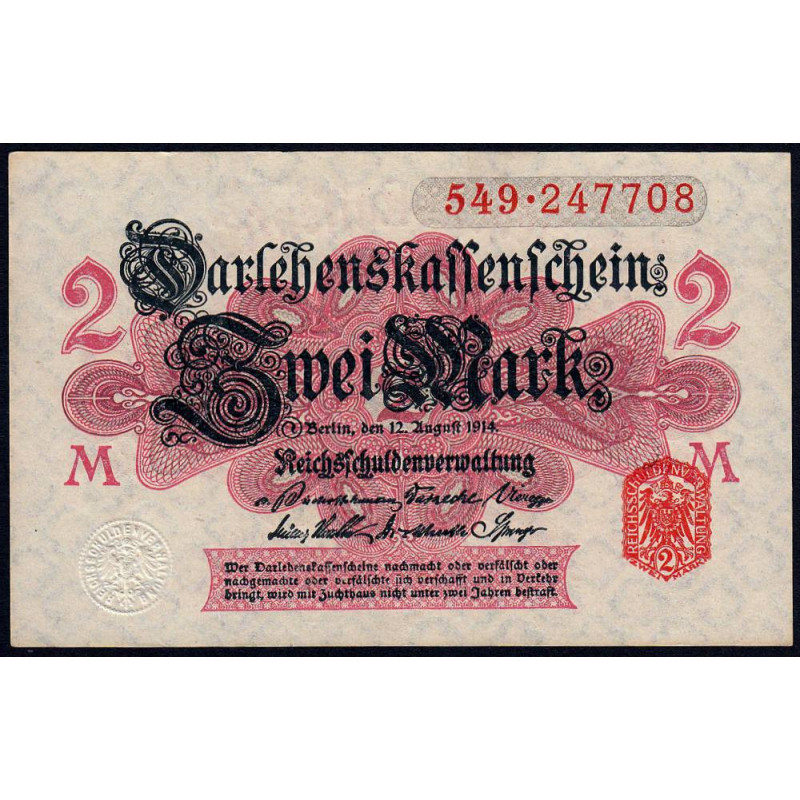 549·247708
Darlehenskassenschein
2 2
Zwei Mark
Berlin, den 12. August 1914.
M M
Reichsschuldenverwaltung
REICHSSCHULDENVERWALTUNG
2
ZWEI MARK
REICHSSCHULDENVERWALTUNG
Wer Darlehenskassenscheine nachmacht oder verfälscht oder
nachgemachte oder verfälschte sich verschafft und in Verkehr
bringt, wird mit Zuchthaus nicht unter zwei Jahren bestraft.